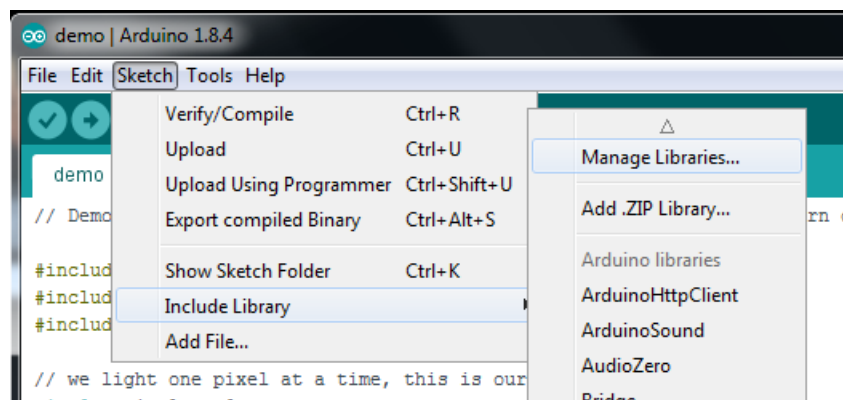 demo | Arduino 1.8.4
File Edit Sketch Tools Help
Verify/Compile Ctrl+R
Upload Ctrl+U
Upload Using Programmer Ctrl+Shift+U
Export compiled Binary Ctrl+Alt+S
Show Sketch Folder Ctrl+K
Include Library
Add File...
Manage Libraries...
Add .ZIP Library...
Arduino libraries
ArduinoHttpClient
ArduinoSound
AudioZero
Bridge
demo
// Demo
rn
#includ
#includ
#includ
// we light one pixel at a time, this is our